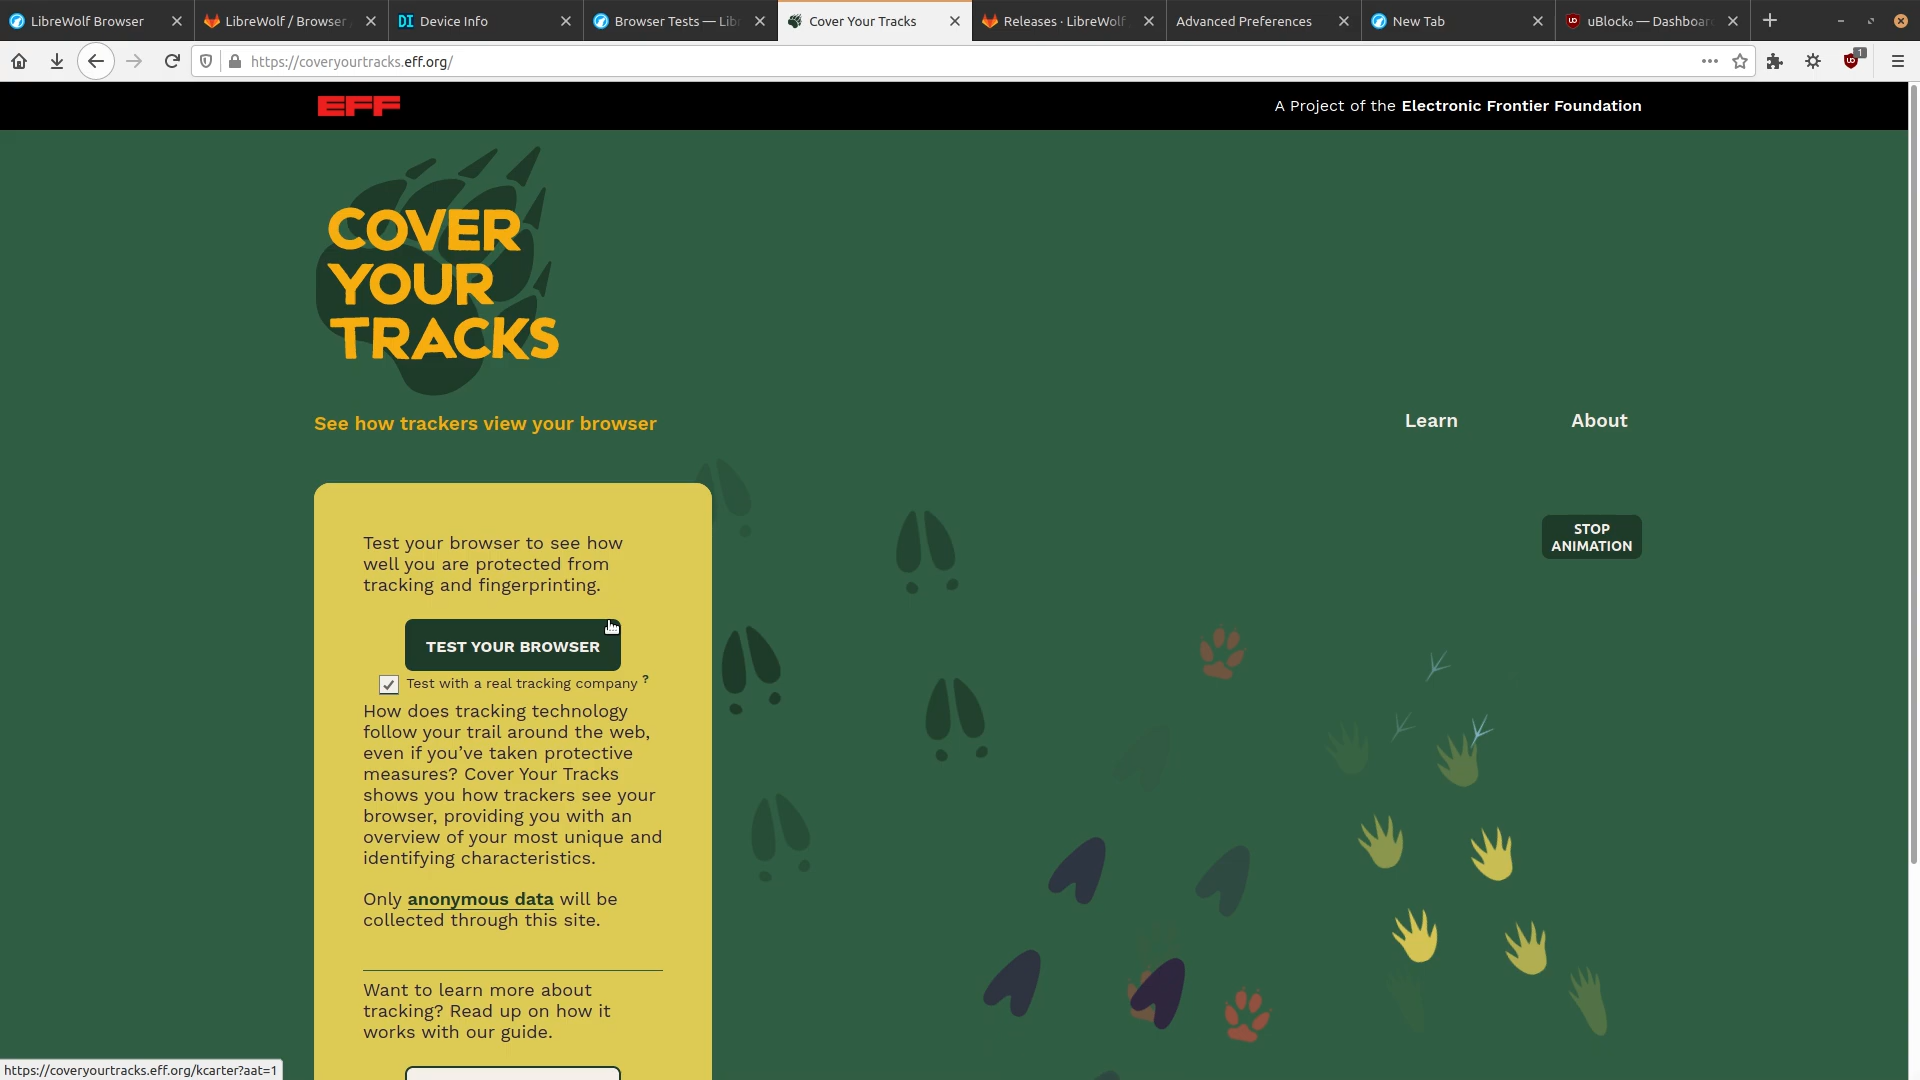 LibreWolf Browser
LibreWolf / Browser
Device Info
Browser Tests — Lib
Cover Your Tracks
Releases · LibreWolf
Advanced Preferences
New Tab
uBlock₀ — Dashboar
https://coveryourtracks.eff.org/
1
EFF
A Project of the Electronic Frontier Foundation
COVER
YOUR
TRACKS
See how trackers view your browser
Learn
About
STOP
ANIMATION
Test your browser to see how
well you are protected from
tracking and fingerprinting.
TEST YOUR BROWSER
Test with a real tracking company ?
How does tracking technology
follow your trail around the web,
even if you’ve taken protective
measures? Cover Your Tracks
shows you how trackers see your
browser, providing you with an
overview of your most unique and
identifying characteristics.
Only anonymous data will be
collected through this site.
Want to learn more about
tracking? Read up on how it
works with our guide.
https://coveryourtracks.eff.org/kcarter?aat=1